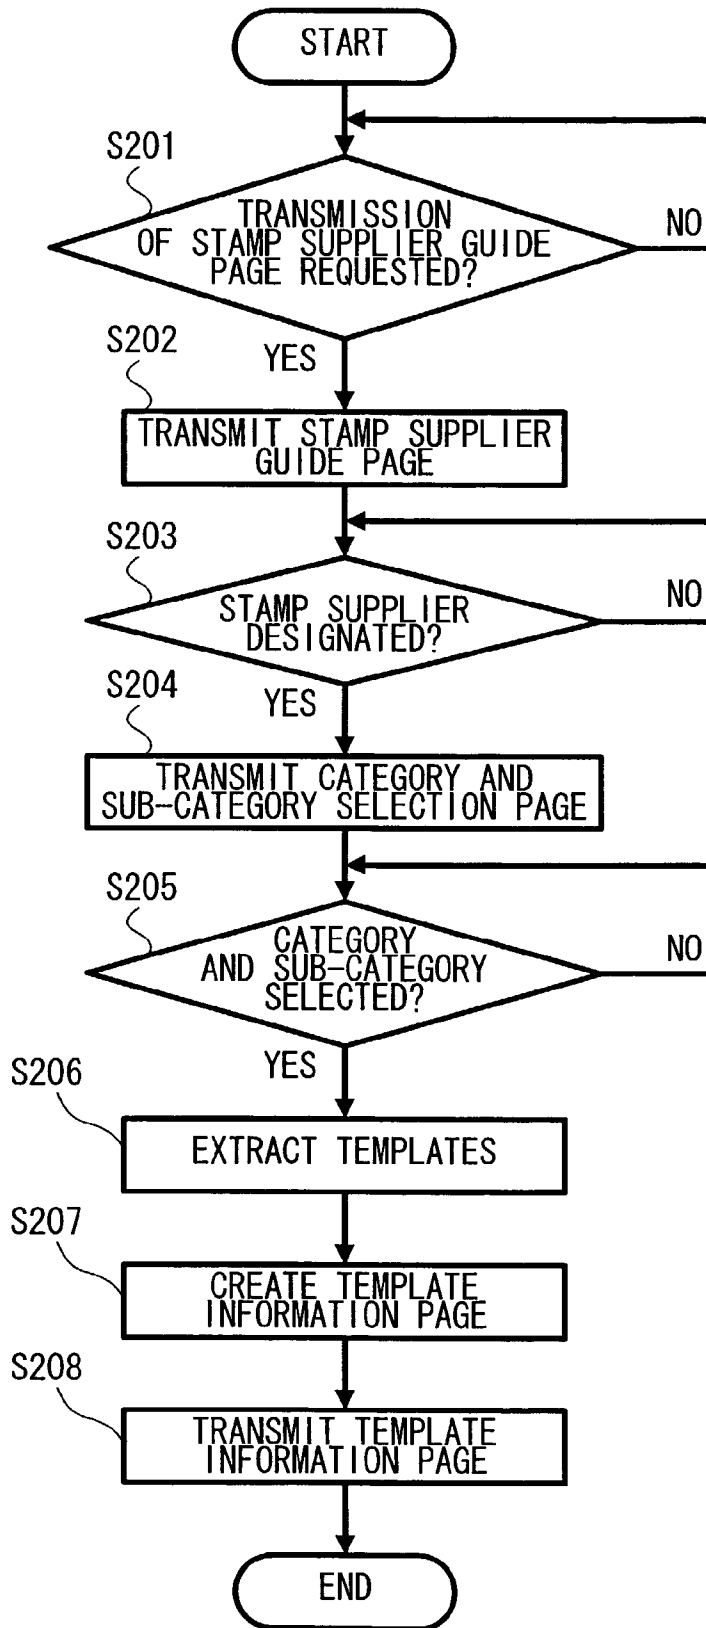 START
S201
TRANSMISSION
OF STAMP SUPPLIER GUIDE
PAGE REQUESTED?
NO
YES
S202
TRANSMIT STAMP SUPPLIER
GUIDE PAGE
S203
STAMP SUPPLIER
DESIGNATED?
NO
YES
S204
TRANSMIT CATEGORY AND
SUB-CATEGORY SELECTION PAGE
S205
CATEGORY
AND SUB-CATEGORY
SELECTED?
NO
YES
S206
EXTRACT TEMPLATES
S207
CREATE TEMPLATE
INFORMATION PAGE
S208
TRANSMIT TEMPLATE
INFORMATION PAGE
END